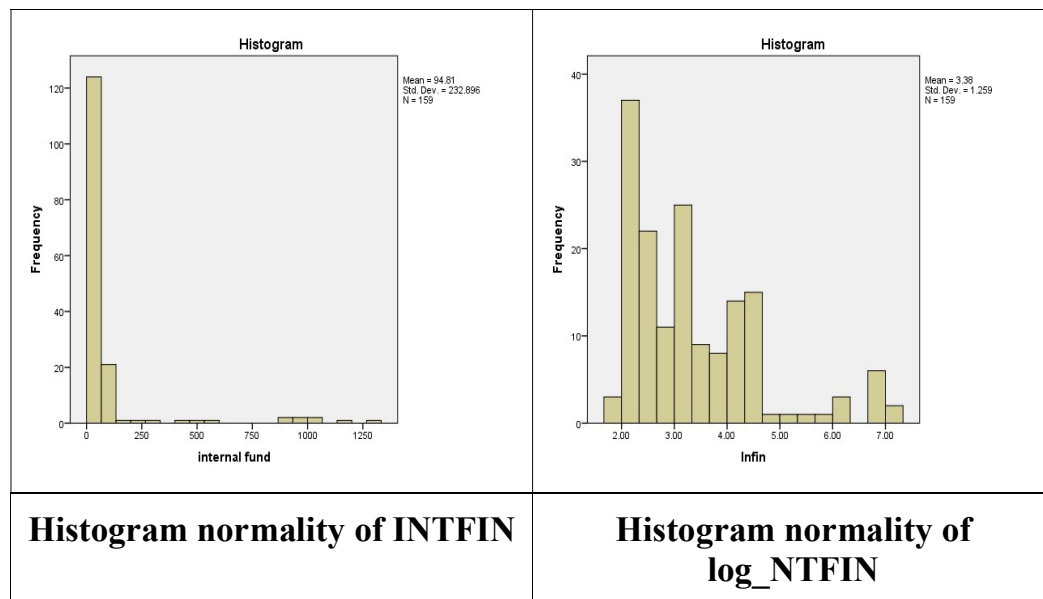 Histogram
Mean = 94.81
Std. Dev. = 232.896
N = 159
120
100
80
60
40
20
0
Frequency
0 250 500 750 1000 1250
internal fund
Histogram
Mean = 3.38
Std. Dev. = 1.259
N = 159
40
30
20
10
0
Frequency
2.00 3.00 4.00 5.00 6.00 7.00
Infin
Histogram normality of INTFIN
Histogram normality of
log_NTFIN